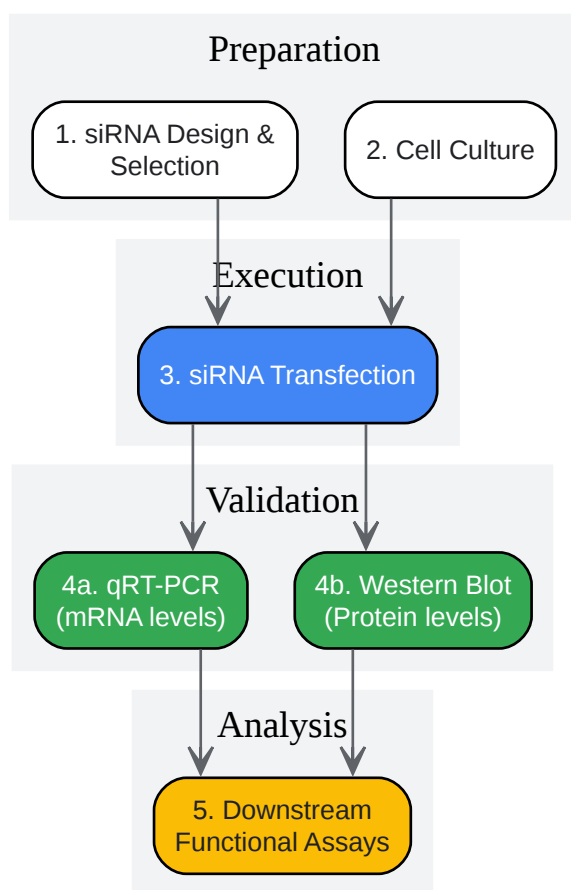 Preparation
1. siRNA Design &
Selection
2. Cell Culture
Execution
3. siRNA Transfection
Validation
4a. qRT-PCR
(mRNA levels)
4b. Western Blot
(Protein levels)
Analysis
5. Downstream
Functional Assays